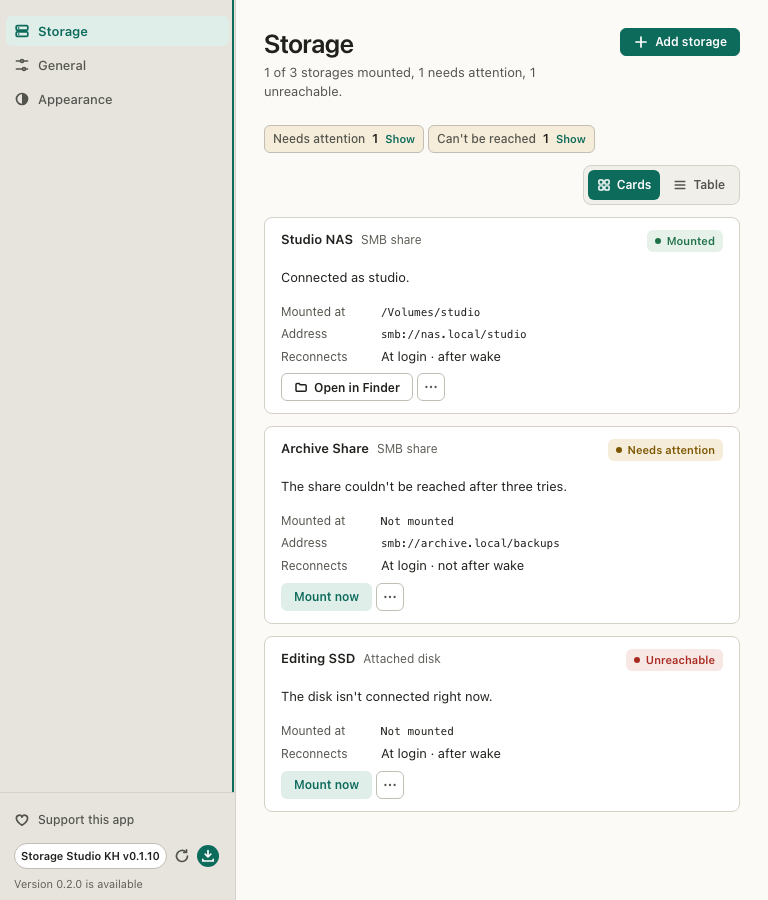 Storage
General
Appearance
Support this app
Storage Studio KH v0.1.10
Version 0.2.0 is available
Storage
Add storage
1 of 3 storages mounted, 1 needs attention, 1
unreachable.
Needs attention 1 Show
Can't be reached 1 Show
Cards
Table
Studio NAS SMB share
Mounted
Connected as studio.
Mounted at /Volumes/studio
Address smb://nas.local/studio
Reconnects At login · after wake
Open in Finder
Archive Share SMB share
Needs attention
The share couldn't be reached after three tries.
Mounted at Not mounted
Address smb://archive.local/backups
Reconnects At login · not after wake
Mount now
Editing SSD Attached disk
Unreachable
The disk isn't connected right now.
Mounted at Not mounted
Reconnects At login · after wake
Mount now